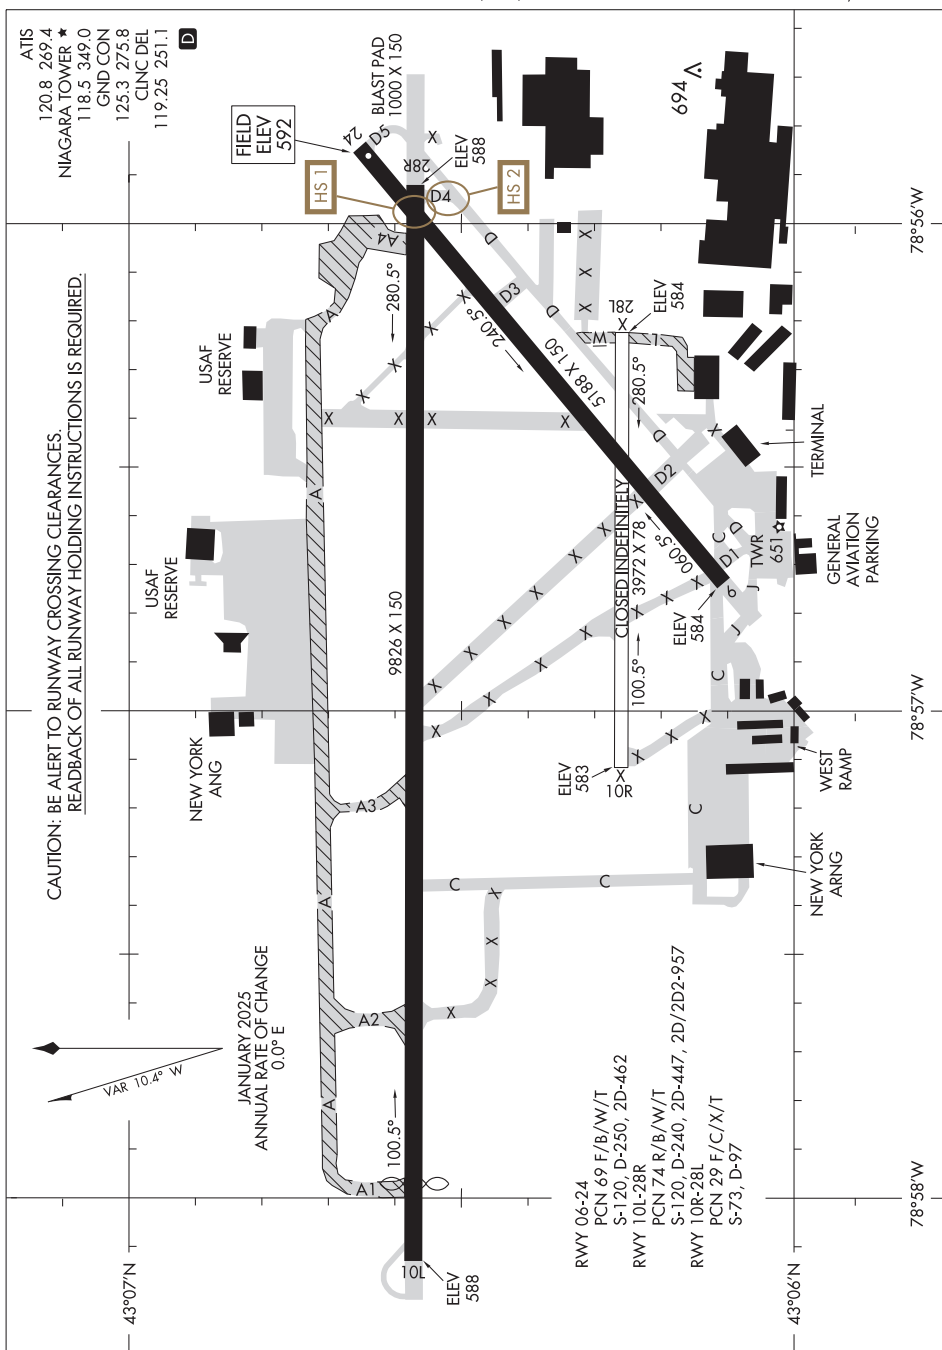 ATIS
120.8 269.4
NIAGARA TOWER ★
118.5 349.0
GND CON
125.3 275.8
CLNC DEL
119.25 251.1
D
CAUTION: BE ALERT TO RUNWAY CROSSING CLEARANCES.
READBACK OF ALL RUNWAY HOLDING INSTRUCTIONS IS REQUIRED.
FIELD
ELEV
592
HS 1
HS 2
24
D5
BLAST PAD
1000 X 150
X
28R
ELEV
588
D4
694
A4
280.5°
240.5°
D
D3
D
X
X
X
X
X
X
X
X
28L
X
ELEV
584
W
L
280.5°
5188 X 150
USAF
RESERVE
A
A
X
X
X
X
D
X
TERMINAL
D2
X
X
X
X
X
X
USAF
RESERVE
9826 X 150
CLOSED INDEFINITELY
3972 X 78
100.5°
060.5°
C
D
D1
TWR
651
GENERAL
AVIATION
PARKING
6
ELEV
584
J
J
X
X
X
X
X
X
X
C
NEW YORK
ANG
X
X
X
ELEV
583
X
10R
WEST
RAMP
A3
C
NEW YORK
ARNG
A
C
C
X
X
X
X
A2
JANUARY 2025
ANNUAL RATE OF CHANGE
0.0° E
VAR 10.4° W
A
100.5°
A1
10L
ELEV
588
RWY 06-24
PCN 69 F/B/W/T
S-120, D-250, 2D-462
RWY 10L-28R
PCN 74 R/B/W/T
S-120, D-240, 2D-447, 2D/2D2-957
RWY 10R-28L
PCN 29 F/C/X/T
S-73, D-97
78°56'W
78°57'W
78°58'W
43°07'N
43°06'N